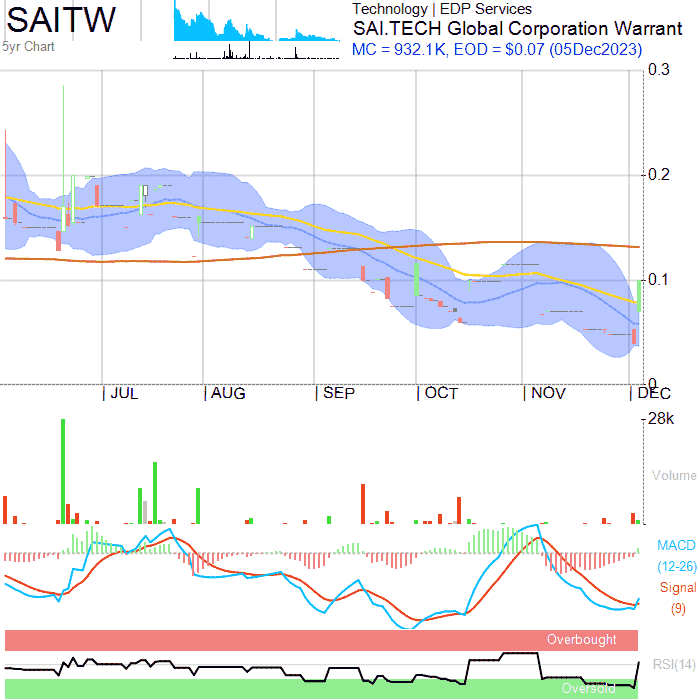 SAITW
5yr Chart
Technology | EDP Services
SAI.TECH Global Corporation Warrant
MC = 932.1K, EOD = $0.07 (05Dec2023)
0.3
0.2
0.1
0
JUL
AUG
SEP
OCT
NOV
DEC
28k
Volume
MACD
(12-26)
Signal
(9)
Overbought
RSI(14)
Oversold